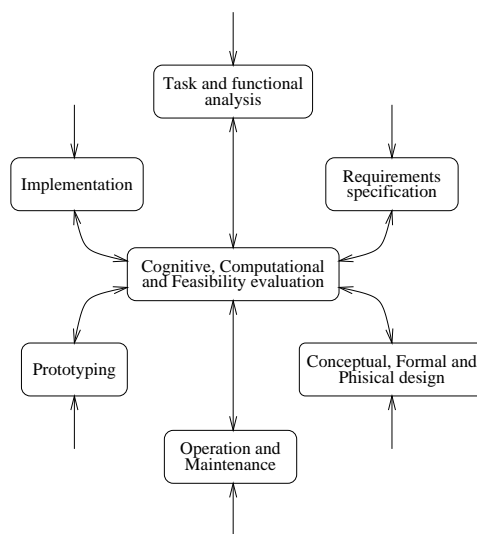 Task and functional
analysis
Implementation
Requirements
specification
Cognitive, Computational
and Feasibility evaluation
Prototyping
Conceptual, Formal and
Phisical design
Operation and
Maintenance